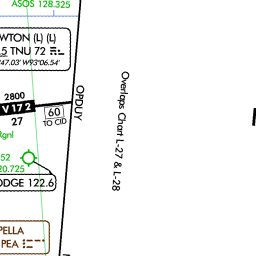 ASOS 128.325
WTON (L) (L)
5 TNU 72
47.03' W93°06.54'
2800
V172
27
60
TO CID
OPDUY
Overlaps Chart L-27 & L-28
Rgnl
52
20.725
ODGE 122.6
PELLA
PEA